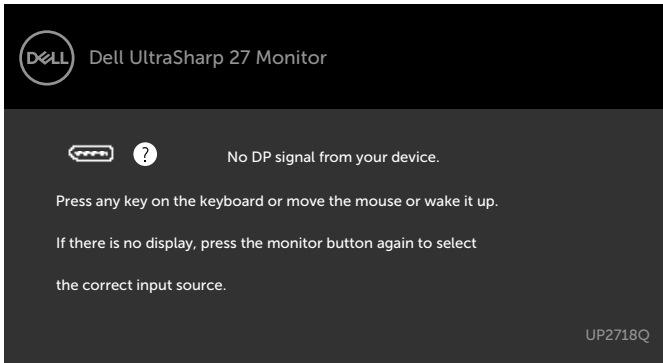 DELL
Dell UltraSharp 27 Monitor
?
No DP signal from your device.
Press any key on the keyboard or move the mouse or wake it up.
If there is no display, press the monitor button again to select
the correct input source.
UP2718Q